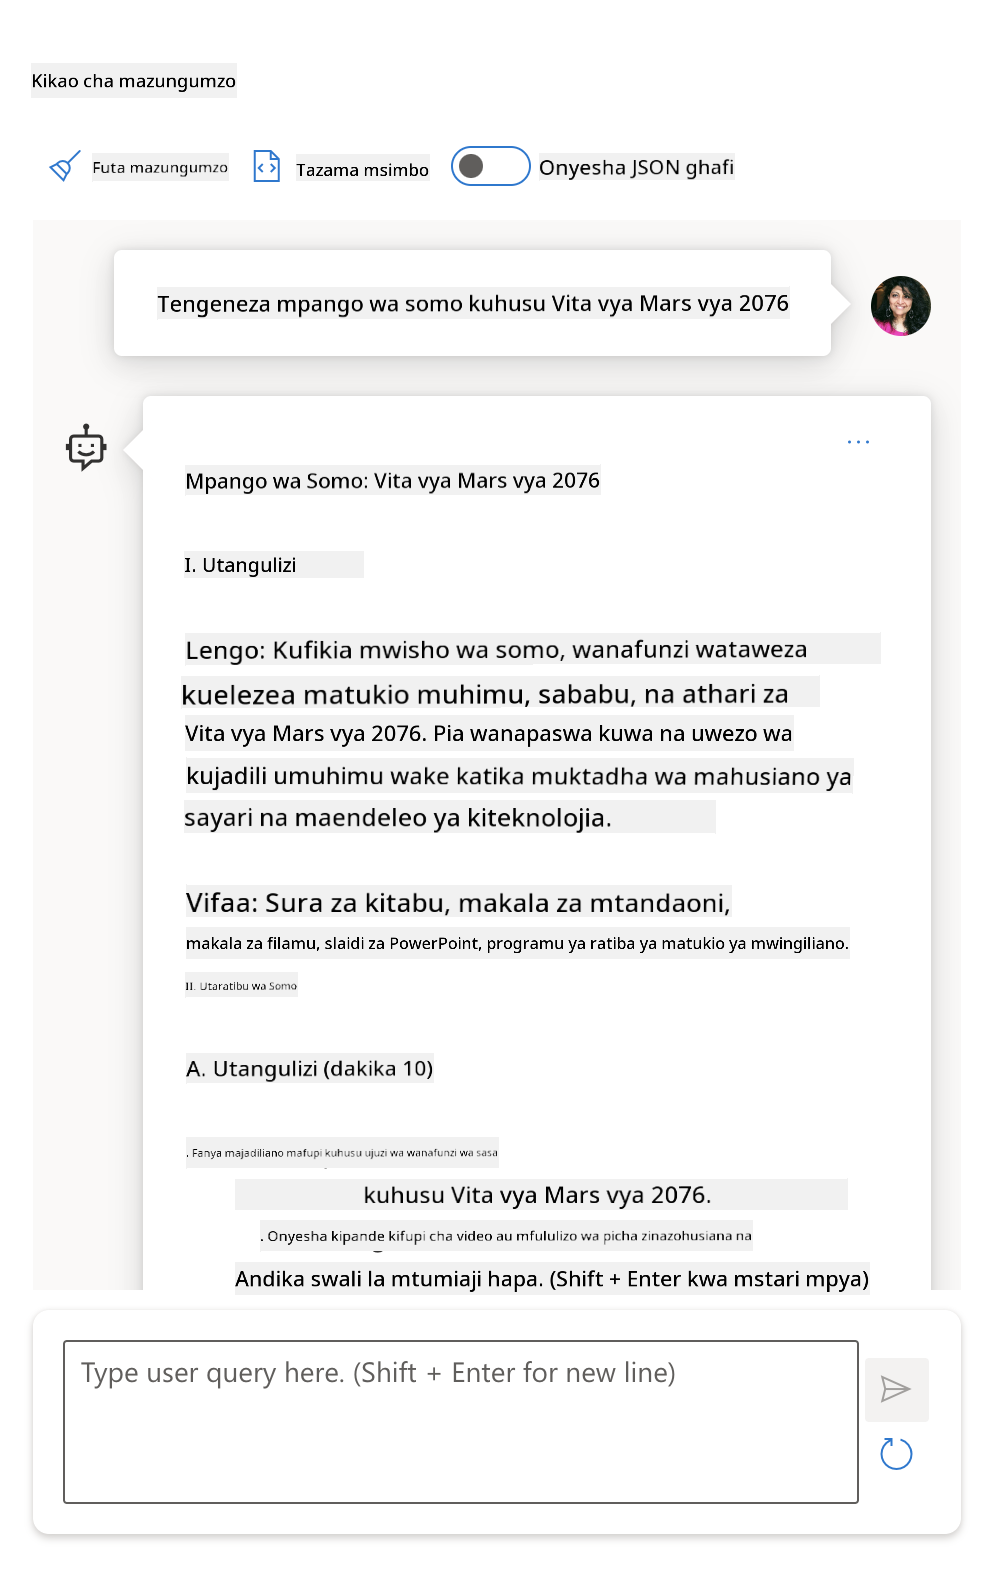 Kikao cha mazungumzo
Futa mazungumzo
Tazama msimbo
Onyesha JSON ghafi
Tengeneza mpango wa somo kuhusu Vita vya Mars vya 2076
Mpango wa Somo: Vita vya Mars vya 2076
I. Utangulizi
Lengo: Kufikia mwisho wa somo, wanafunzi wataweza
kuelezea matukio muhimu, sababu, na athari za
Vita vya Mars vya 2076. Pia wanapaswa kuwa na uwezo wa
kujadili umuhimu wake katika muktadha wa mahusiano ya
sayari na maendeleo ya kiteknolojia.
Vifaa: Sura za kitabu, makala za mtandaoni,
makala za filamu, slaidi za PowerPoint, programu ya ratiba ya matukio ya mwingiliano.
II. Utaratibu wa Somo
A. Utangulizi (dakika 10)
. Fanya majadiliano mafupi kuhusu ujuzi wa wanafunzi wa sasa
kuhusu Vita vya Mars vya 2076.
. Onyesha kipande kifupi cha video au mfululizo wa picha zinazohusiana na
Andika swali la mtumiaji hapa. (Shift + Enter kwa mstari mpya)
Type user query here. (Shift + Enter for new line)